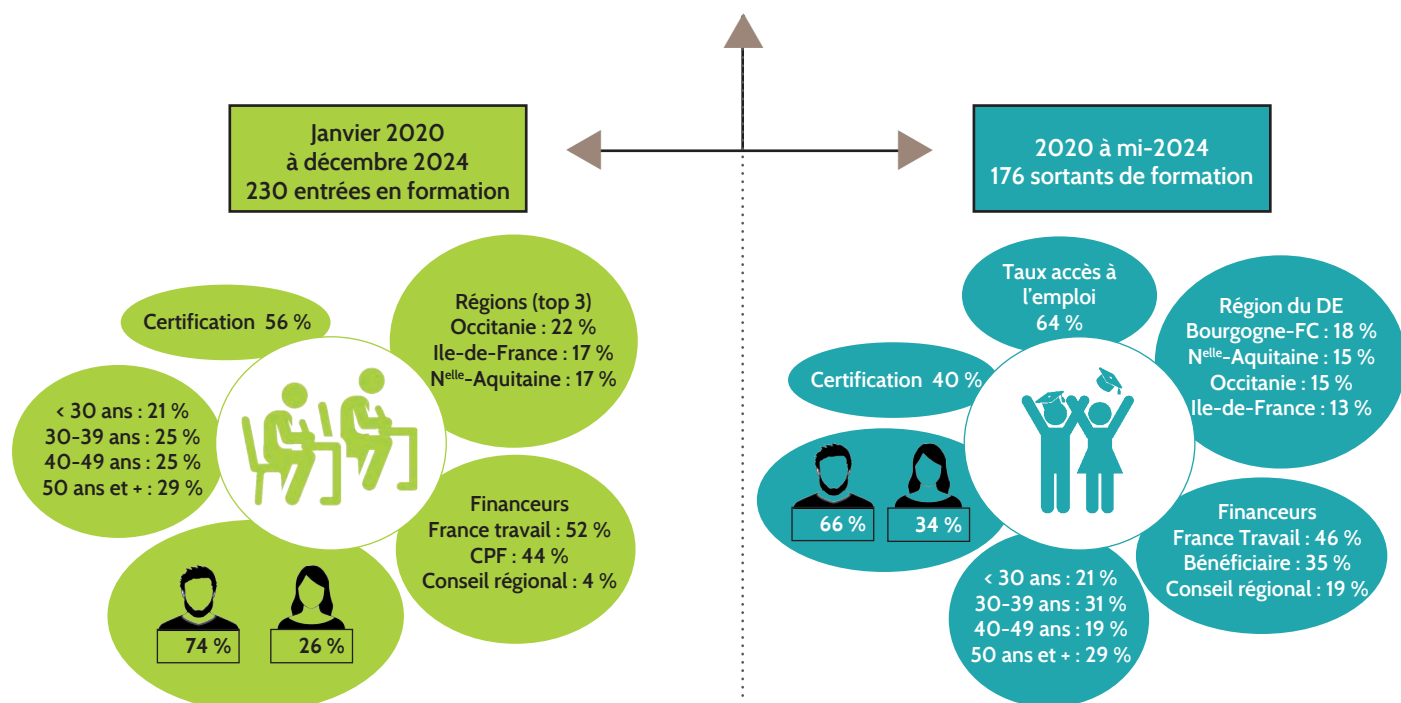 Janvier 2020
à décembre 2024
230 entrées en formation
Certification 56 %
Régions (top 3)
Occitanie : 22 %
Ile-de-France : 17 %
Nelle-Aquitaine : 17 %
< 30 ans : 21 %
30-39 ans : 25 %
40-49 ans : 25 %
50 ans et + : 29 %
Financeurs
France travail : 52 %
CPF : 44 %
Conseil régional : 4 %
74 %
26 %
2020 à mi-2024
176 sortants de formation
Taux accès à
l'emploi
64 %
Région du DE
Bourgogne-FC : 18 %
Nelle-Aquitaine : 15 %
Occitanie : 15 %
Ile-de-France : 13 %
Certification 40 %
66 %
34 %
Financeurs
France Travail : 46 %
Bénéficiaire : 35 %
Conseil régional : 19 %
< 30 ans : 21 %
30-39 ans : 31 %
40-49 ans : 19 %
50 ans et + : 29 %